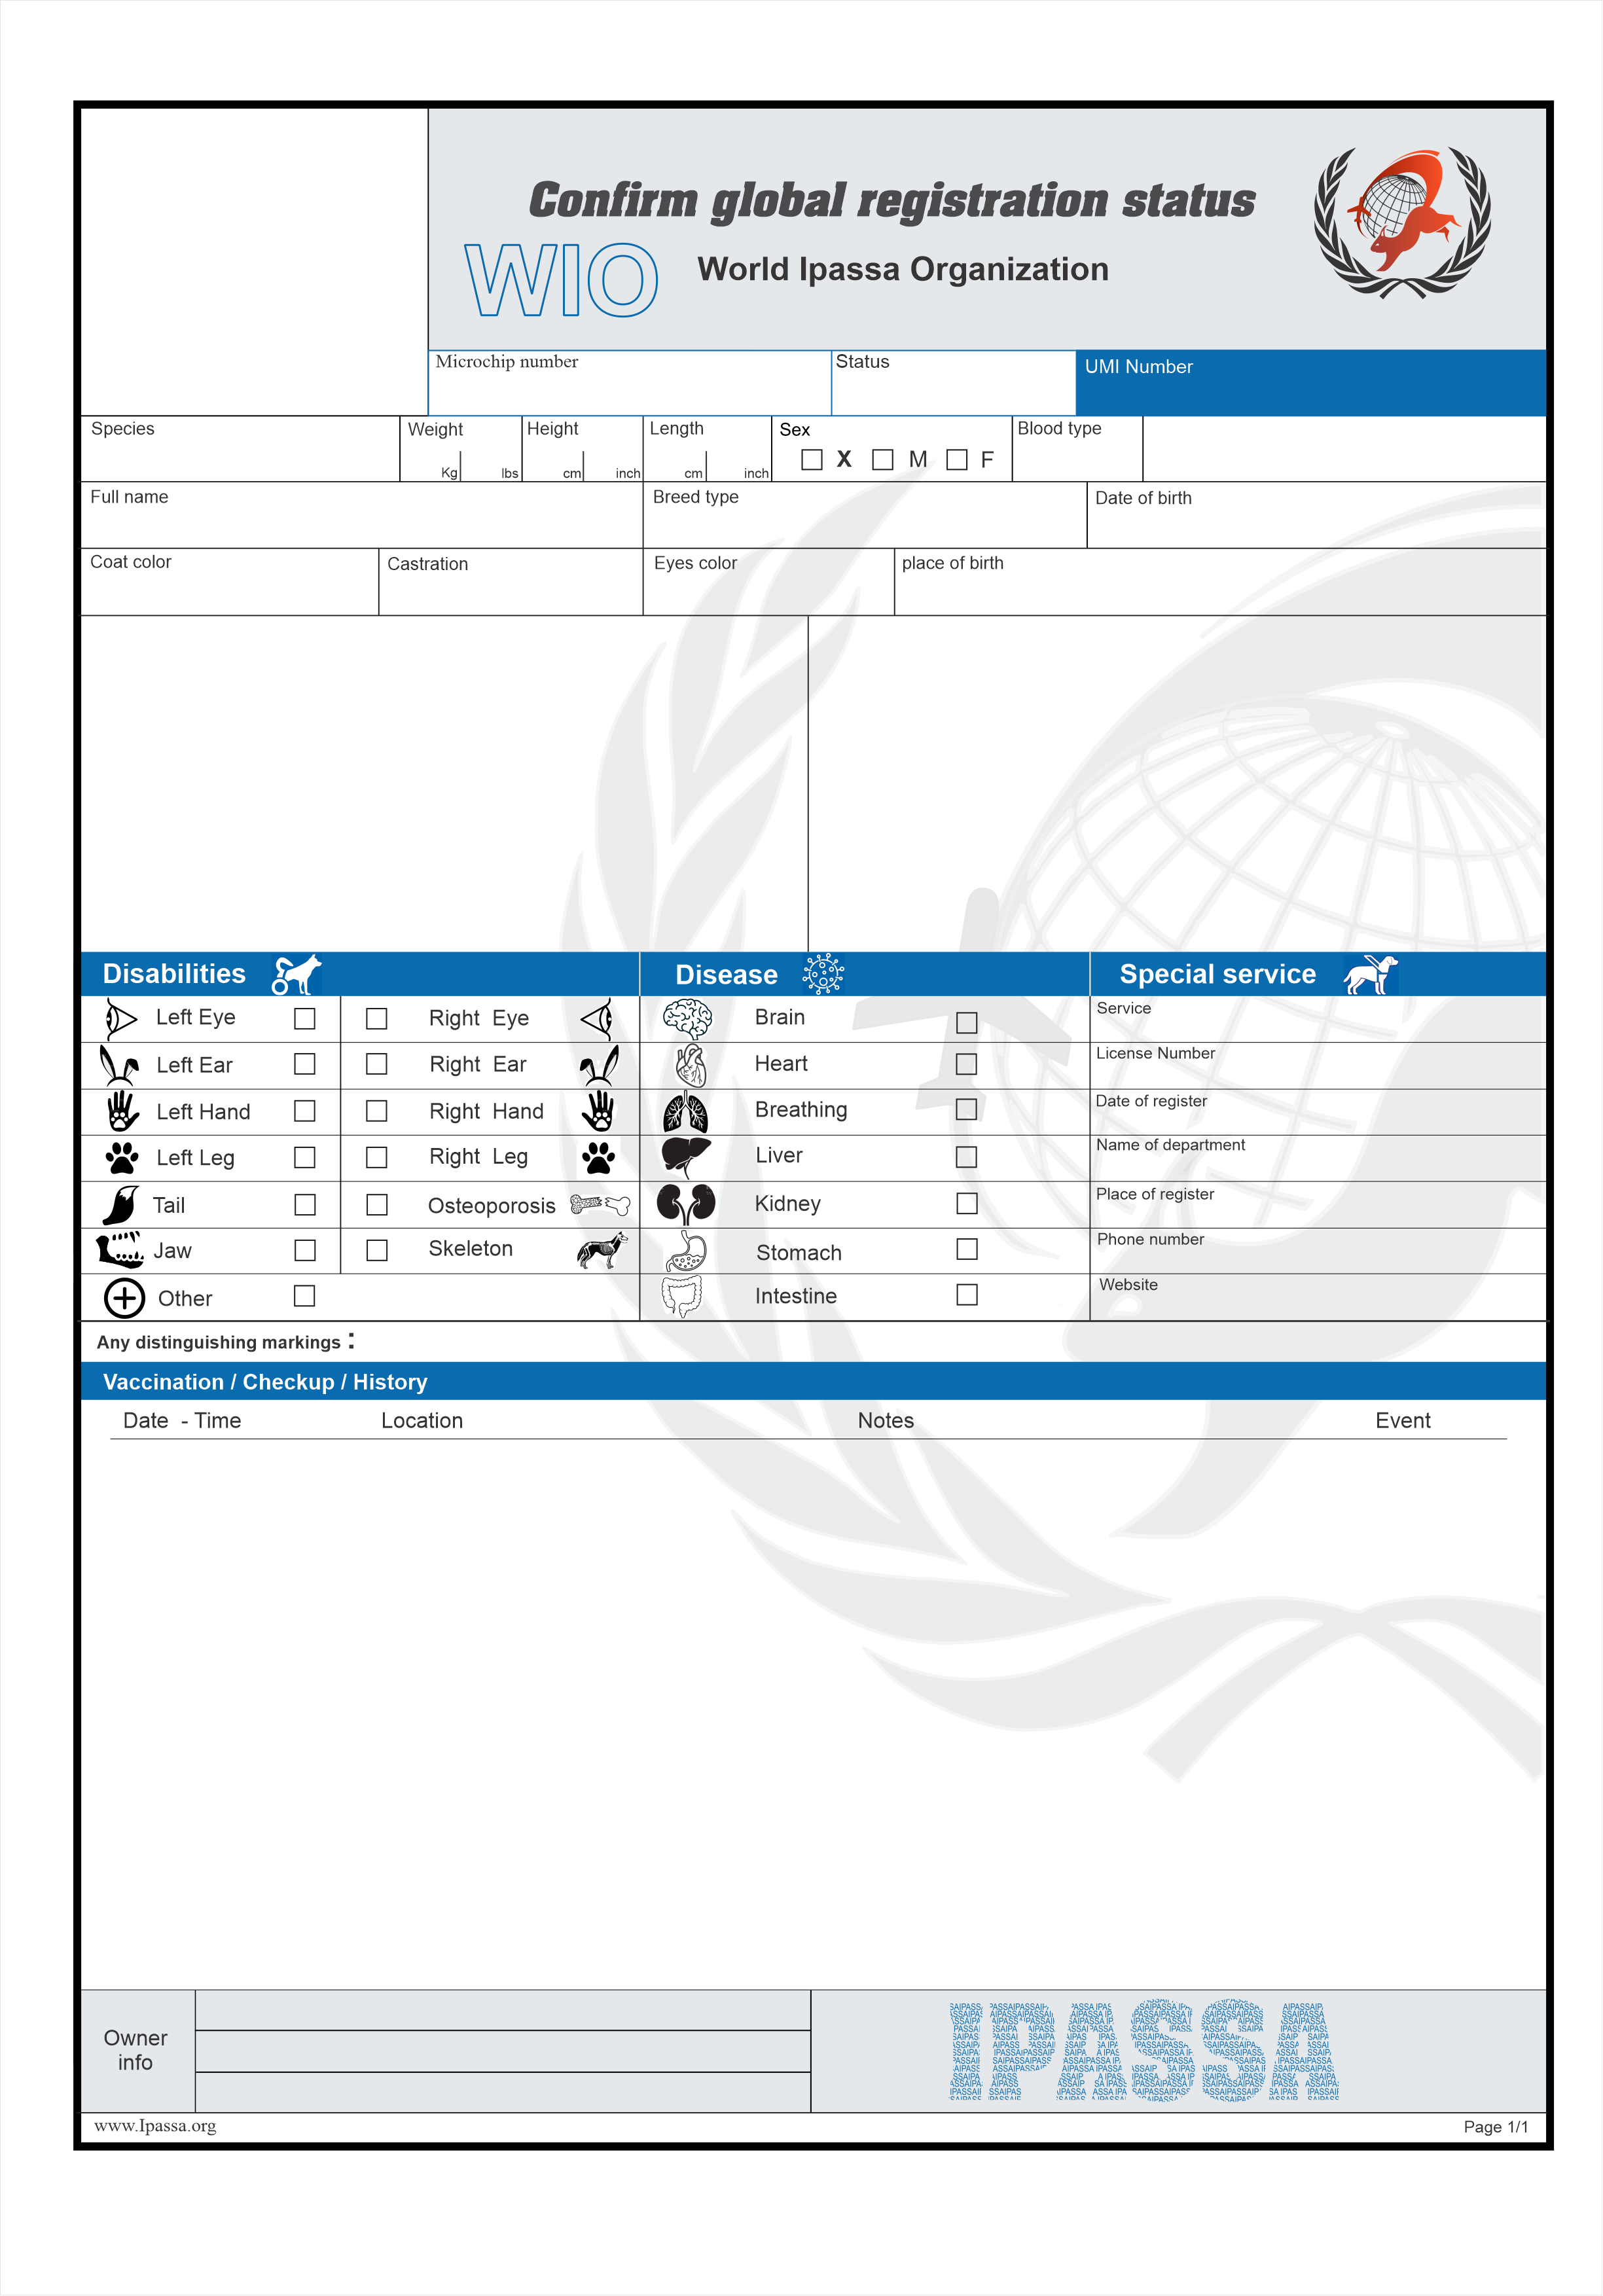 Confirm global registration status
WIO World Ipassa Organization
Microchip number Status UMI Number
Species Weight Height Length Sex Blood type
Kg lbs cm inch cm inch X M F
Full name Breed type Date of birth
Coat color Castration Eyes color place of birth
Disabilities Disease Special service
Left Eye Right Eye Brain Service
Left Ear Right Ear Heart License Number
Left Hand Right Hand Breathing Date of register
Left Leg Right Leg Liver Name of department
Tail Osteoporosis Kidney Place of register
Jaw Skeleton Stomach Phone number
Other Intestine Website
Any distinguishing markings :
Vaccination / Checkup / History
Date - Time Location Notes Event
Owner
info
IPASSA
www.Ipassa.org Page 1/1